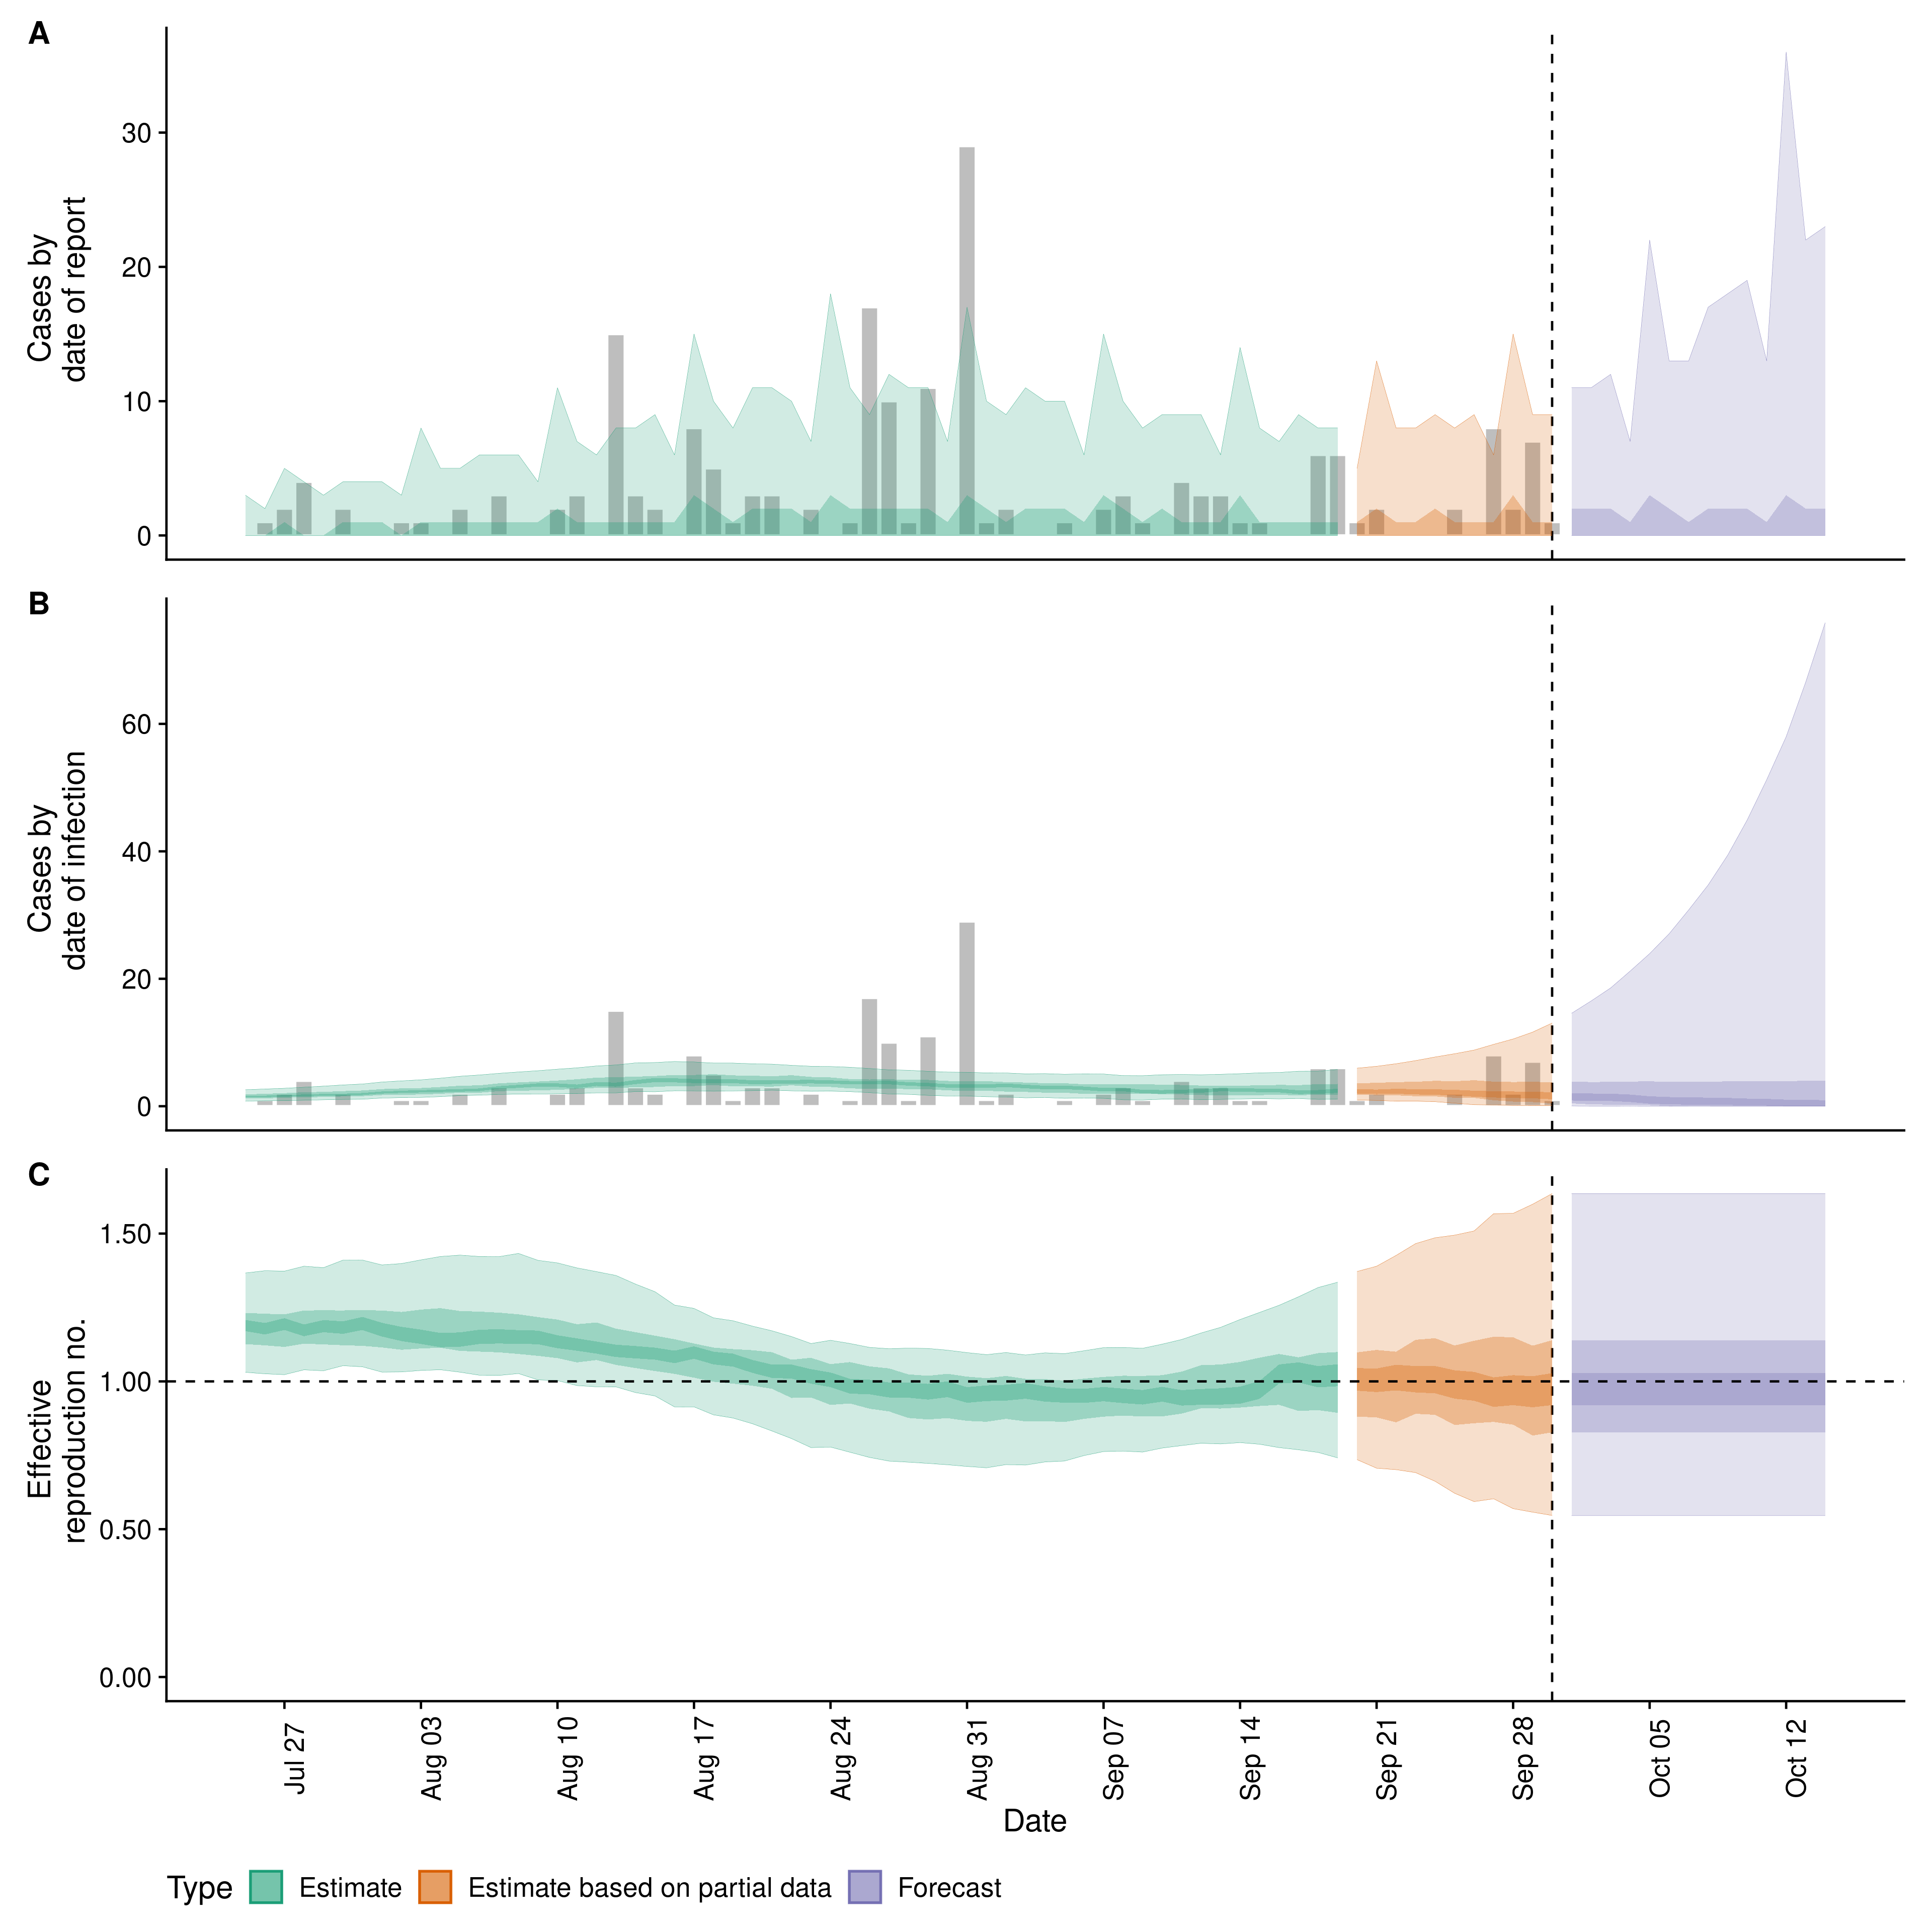 A
Cases by
date of report
30
20
10
0
B
Cases by
date of infection
60
40
20
0
C
Effective
reproduction no.
1.50
1.00
0.50
0.00
Jul 27
Aug 03
Aug 10
Aug 17
Aug 24
Aug 31
Sep 07
Sep 14
Sep 21
Sep 28
Oct 05
Oct 12
Date
Type Estimate Estimate based on partial data Forecast